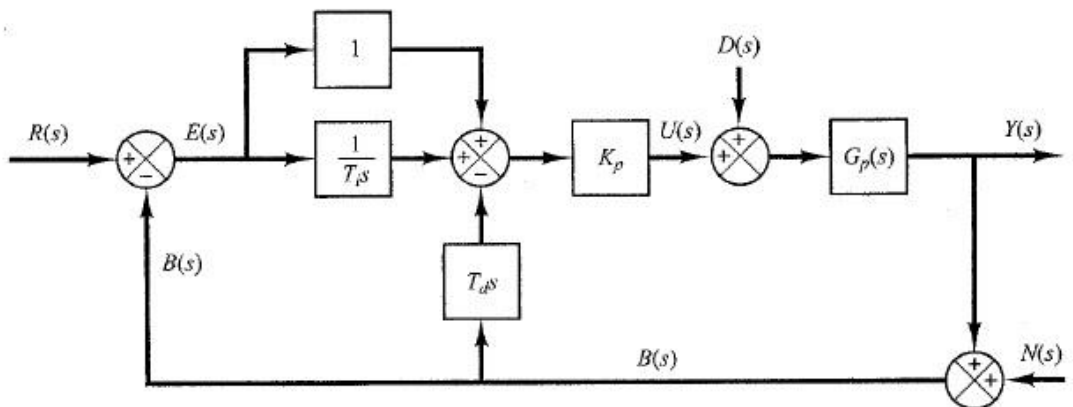 1
D(s)
R(s)
+
−
E(s)
1
T_i s
+
+
−
K_p
U(s)
+
+
G_p(s)
Y(s)
B(s)
T_d s
B(s)
+
+
N(s)